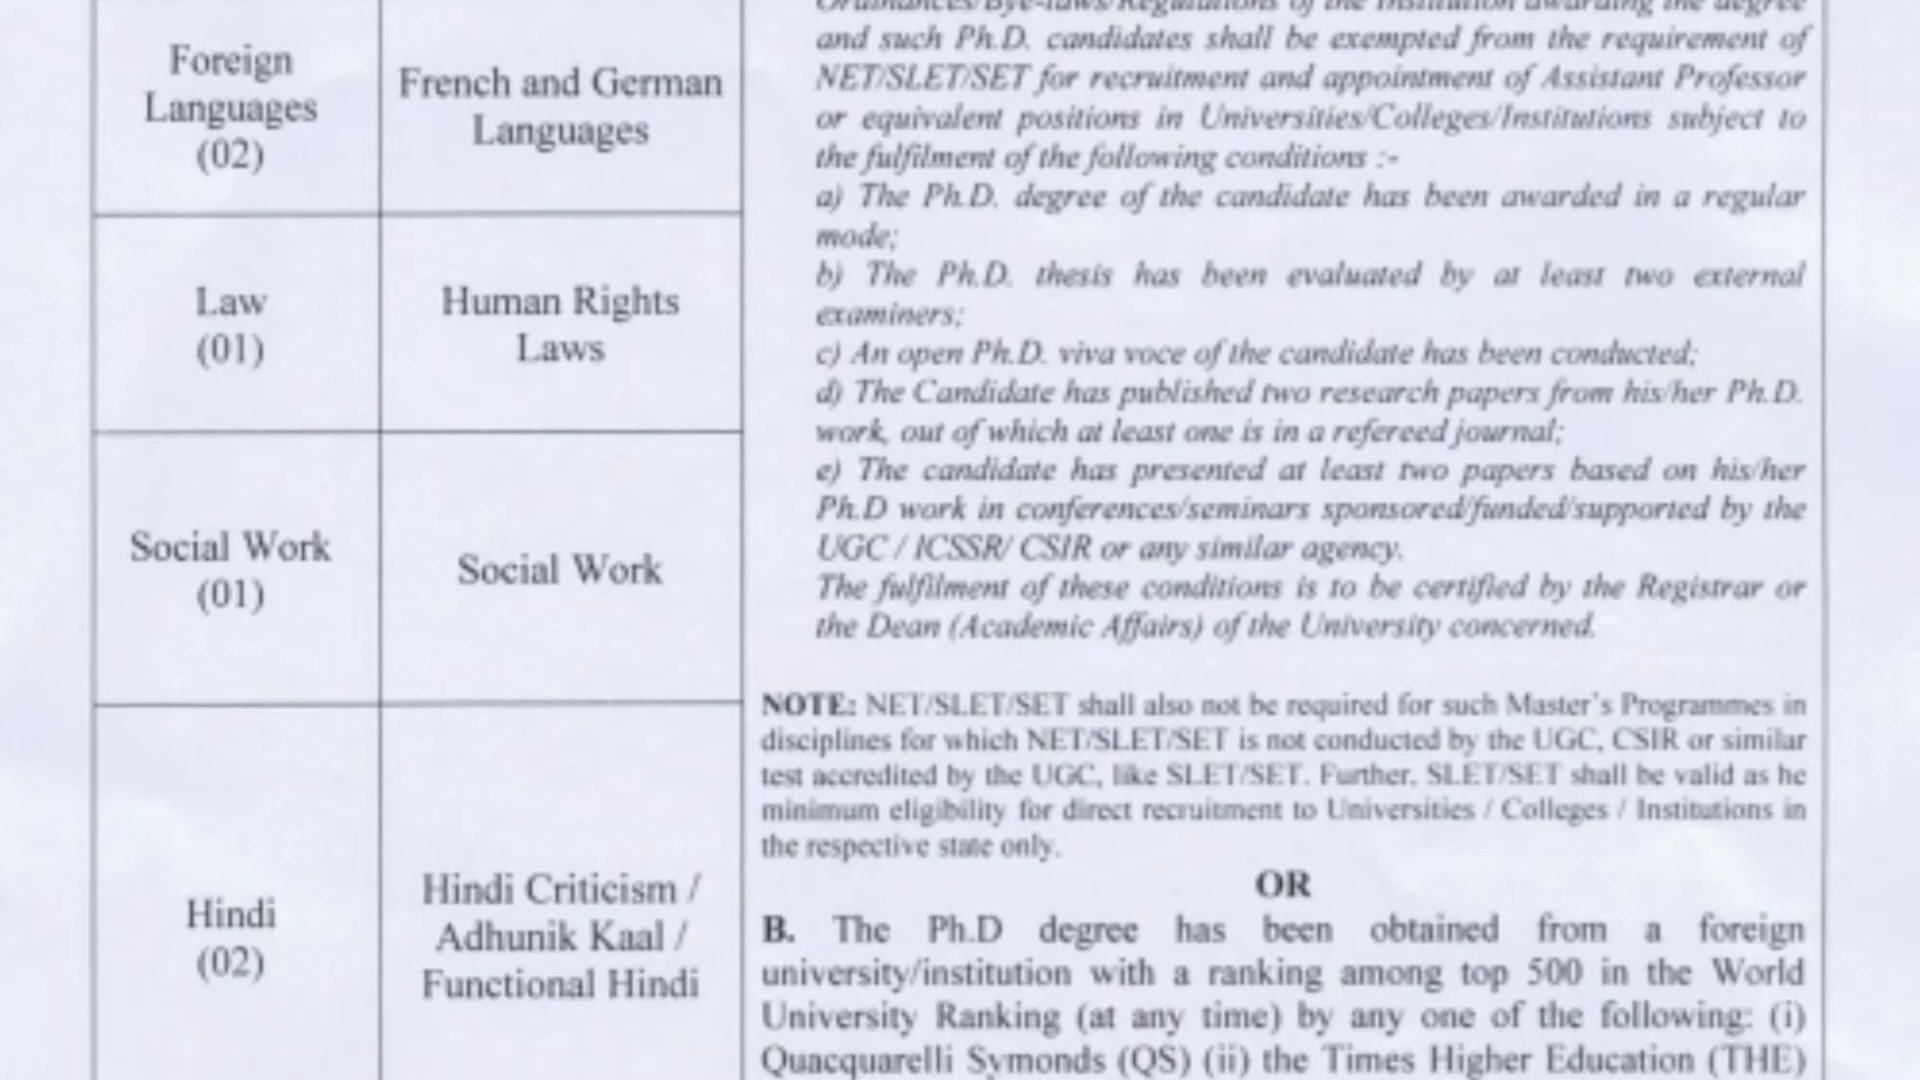 Foreign
Languages
(02)
French and German
Languages
Law
(01)
Human Rights
Laws
Social Work
(01)
Social Work
Hindi
(02)
Hindi Criticism /
Adhunik Kaal /
Functional Hindi
Ordinances/Bye-laws/Regulations of the Institution awarding the degree
and such Ph.D. candidates shall be exempted from the requirement of
NET/SLET/SET for recruitment and appointment of Assistant Professor
or equivalent positions in Universities/Colleges/Institutions subject to
the fulfilment of the following conditions :-
a) The Ph.D. degree of the candidate has been awarded in a regular
mode;
b) The Ph.D. thesis has been evaluated by at least two external
examiners;
c) An open Ph.D. viva voce of the candidate has been conducted;
d) The Candidate has published two research papers from his/her Ph.D.
work, out of which at least one is in a refereed journal;
e) The candidate has presented at least two papers based on his/her
Ph.D work in conferences/seminars sponsored/funded/supported by the
UGC / ICSSR/ CSIR or any similar agency.
The fulfilment of these conditions is to be certified by the Registrar or
the Dean (Academic Affairs) of the University concerned.
NOTE: NET/SLET/SET shall also not be required for such Master's Programmes in
disciplines for which NET/SLET/SET is not conducted by the UGC, CSIR or similar
test accredited by the UGC, like SLET/SET. Further, SLET/SET shall be valid as he
minimum eligibility for direct recruitment to Universities / Colleges / Institutions in
the respective state only.
OR
B. The Ph.D degree has been obtained from a foreign
university/institution with a ranking among top 500 in the World
University Ranking (at any time) by any one of the following: (i)
Quacquarelli Symonds (QS) (ii) the Times Higher Education (THE)